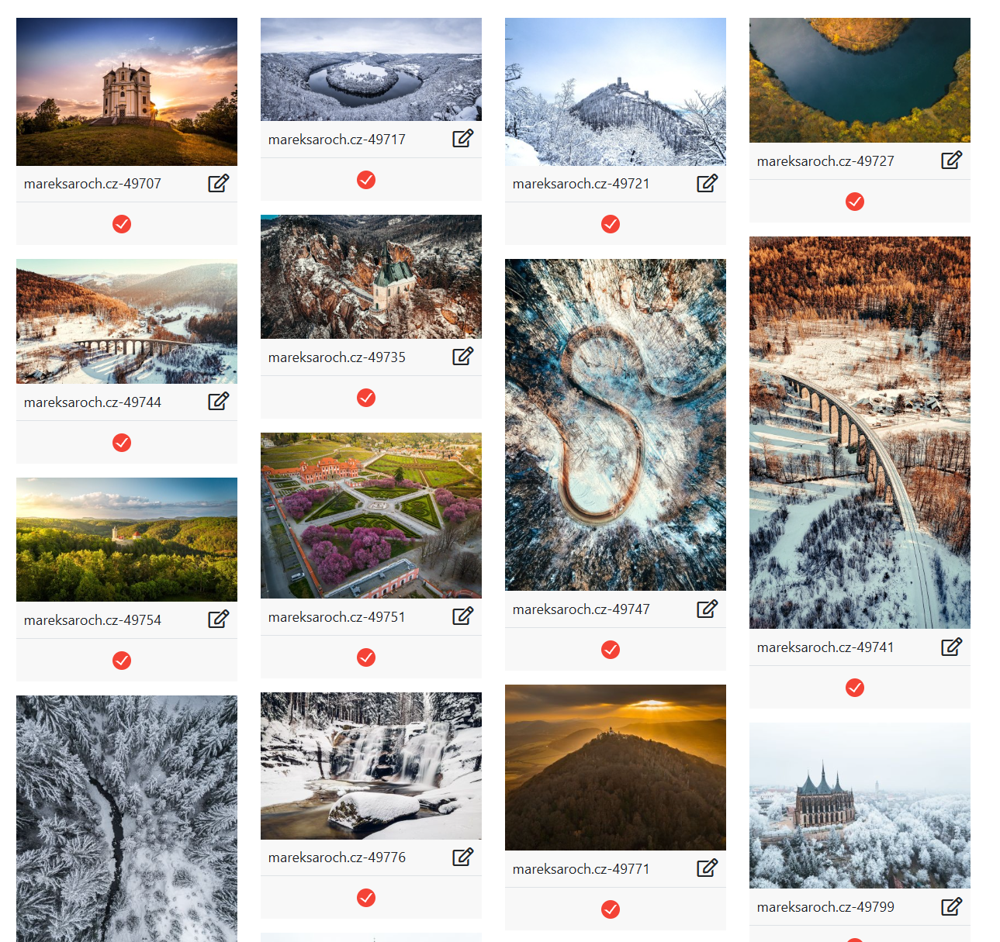 mareksaroch.cz-49707
mareksaroch.cz-49717
mareksaroch.cz-49721
mareksaroch.cz-49727
mareksaroch.cz-49744
mareksaroch.cz-49735
mareksaroch.cz-49747
mareksaroch.cz-49741
mareksaroch.cz-49754
mareksaroch.cz-49751
mareksaroch.cz-49776
mareksaroch.cz-49771
mareksaroch.cz-49799